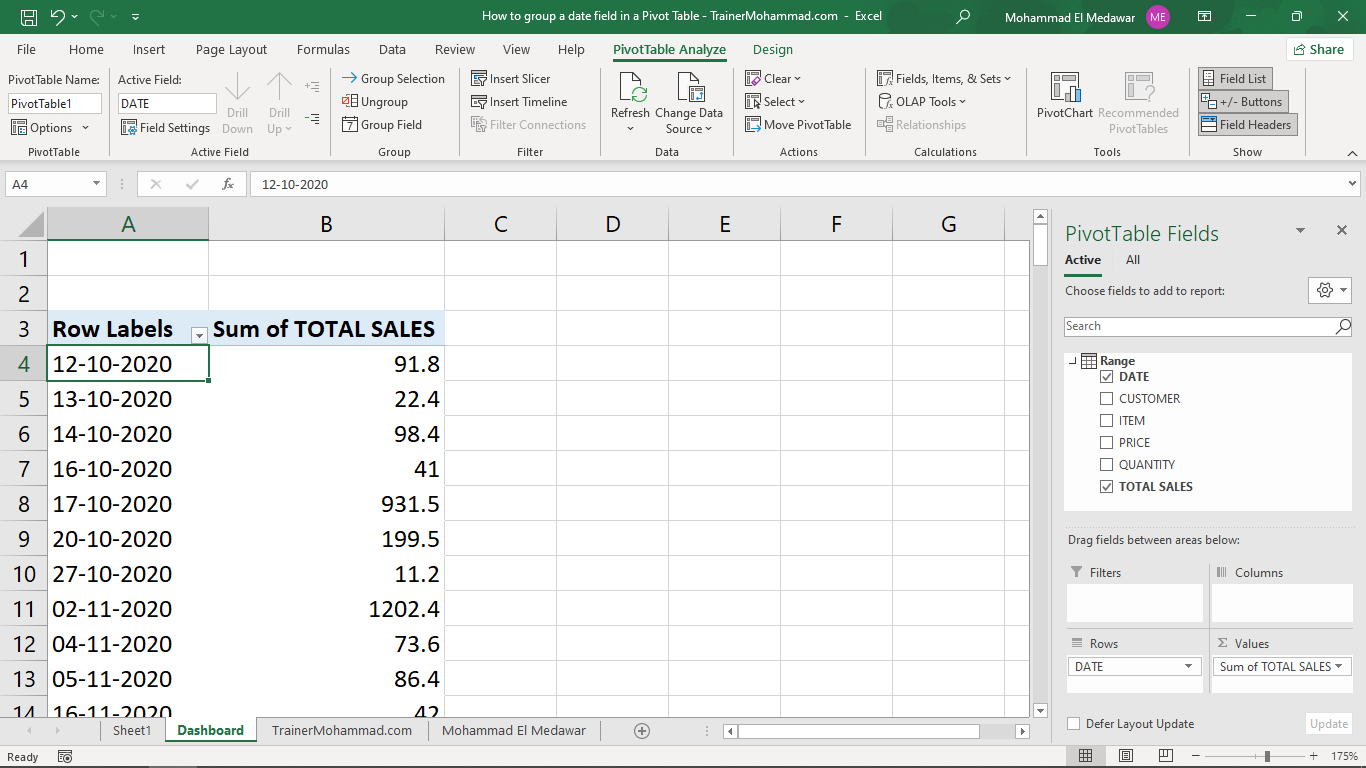 How to group a date field in a Pivot Table - TrainerMohammad.com - Excel
Mohammad El Medawar ME
File Home Insert Page Layout Formulas Data Review View Help PivotTable Analyze Design Share
PivotTable Name:
PivotTable1
Options
PivotTable
Active Field:
DATE
Field Settings
Drill
Down
Drill
Up
Active Field
Group Selection
Ungroup
Group Field
Group
Insert Slicer
Insert Timeline
Filter Connections
Filter
Refresh
Change Data
Source
Data
Clear
Select
Move PivotTable
Actions
Fields, Items, & Sets
OLAP Tools
Relationships
Calculations
PivotChart
Recommended
PivotTables
Tools
Field List
+/- Buttons
Field Headers
Show
A4 fx 12-10-2020
A B C D E F G
1
2
3 Row Labels Sum of TOTAL SALES
4 12-10-2020 91.8
5 13-10-2020 22.4
6 14-10-2020 98.4
7 16-10-2020 41
8 17-10-2020 931.5
9 20-10-2020 199.5
10 27-10-2020 11.2
11 02-11-2020 1202.4
12 04-11-2020 73.6
13 05-11-2020 86.4
14 16-11-2020 42
PivotTable Fields
Active All
Choose fields to add to report:
Search
Range
DATE
CUSTOMER
ITEM
PRICE
QUANTITY
TOTAL SALES
Drag fields between areas below:
Filters
Columns
Rows
DATE
Σ Values
Sum of TOTAL SALES
Defer Layout Update Update
Sheet1 Dashboard TrainerMohammad.com Mohammad El Medawar
Ready
175%